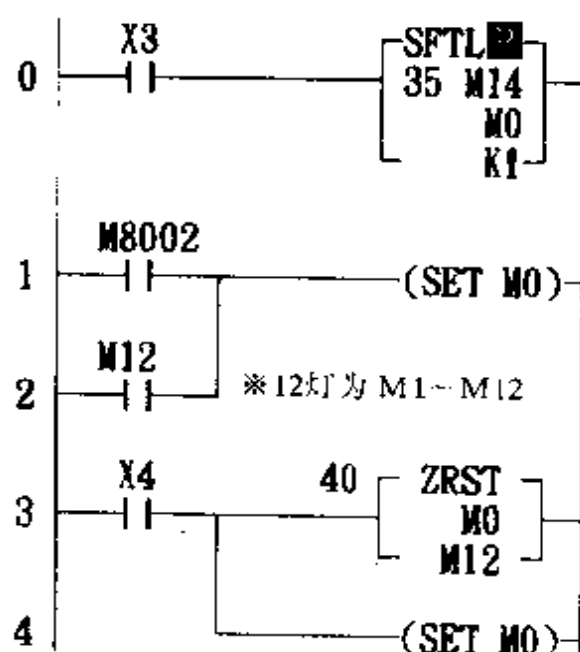 X3
SFTL P
0
35 M14
M0
K1
M8002
1
(SET M0)
M12
2
※12灯为 M1~M12
X4
40
ZRST
3
M0
M12
4
(SET M0)